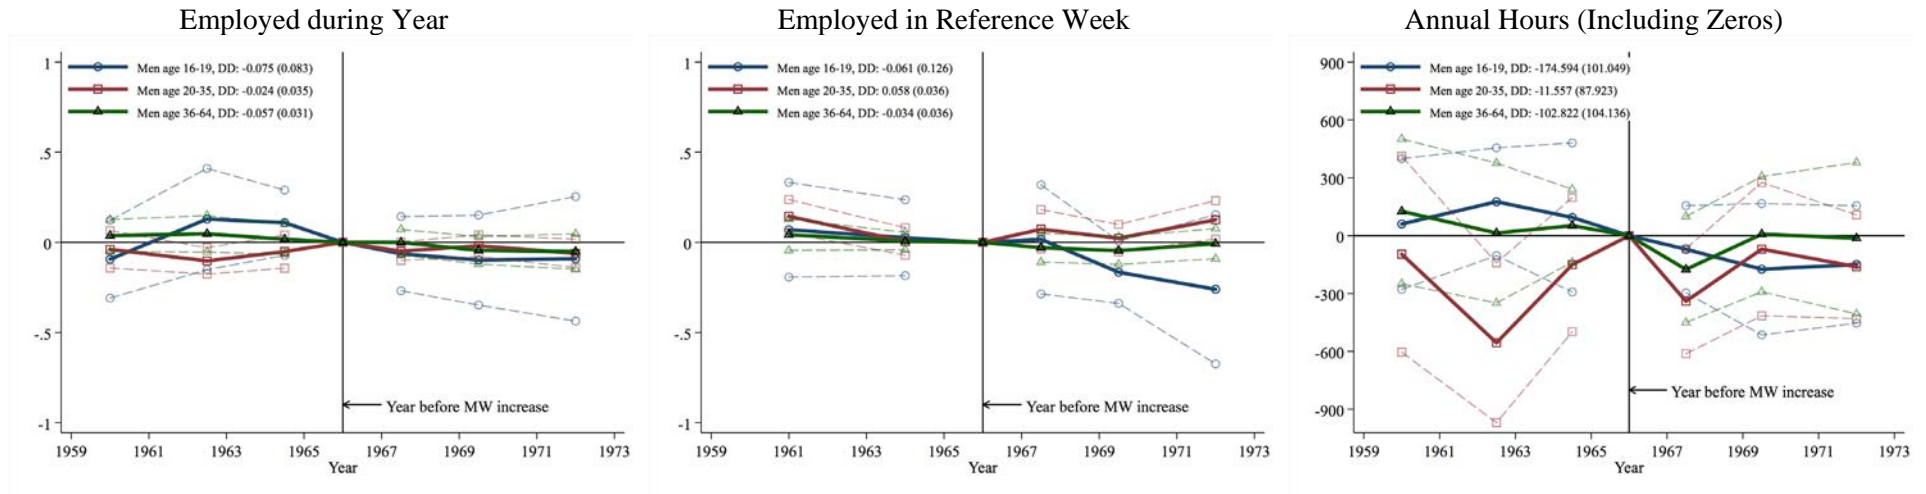 Employed during Year
1
.5
0
-.5
-1
Men age 16-19, DD: -0.075 (0.083)
Men age 20-35, DD: -0.024 (0.035)
Men age 36-64, DD: -0.057 (0.031)
Year before MW increase
1959 1961 1963 1965 1967 1969 1971 1973
Year
Employed in Reference Week
1
.5
0
-.5
-1
Men age 16-19, DD: -0.061 (0.126)
Men age 20-35, DD: 0.058 (0.036)
Men age 36-64, DD: -0.034 (0.036)
Year before MW increase
1959 1961 1963 1965 1967 1969 1971 1973
Year
Annual Hours (Including Zeros)
900
600
300
0
-300
-600
-900
Men age 16-19, DD: -174.594 (101.049)
Men age 20-35, DD: -11.557 (87.923)
Men age 36-64, DD: -102.822 (104.136)
Year before MW increase
1959 1961 1963 1965 1967 1969 1971 1973
Year